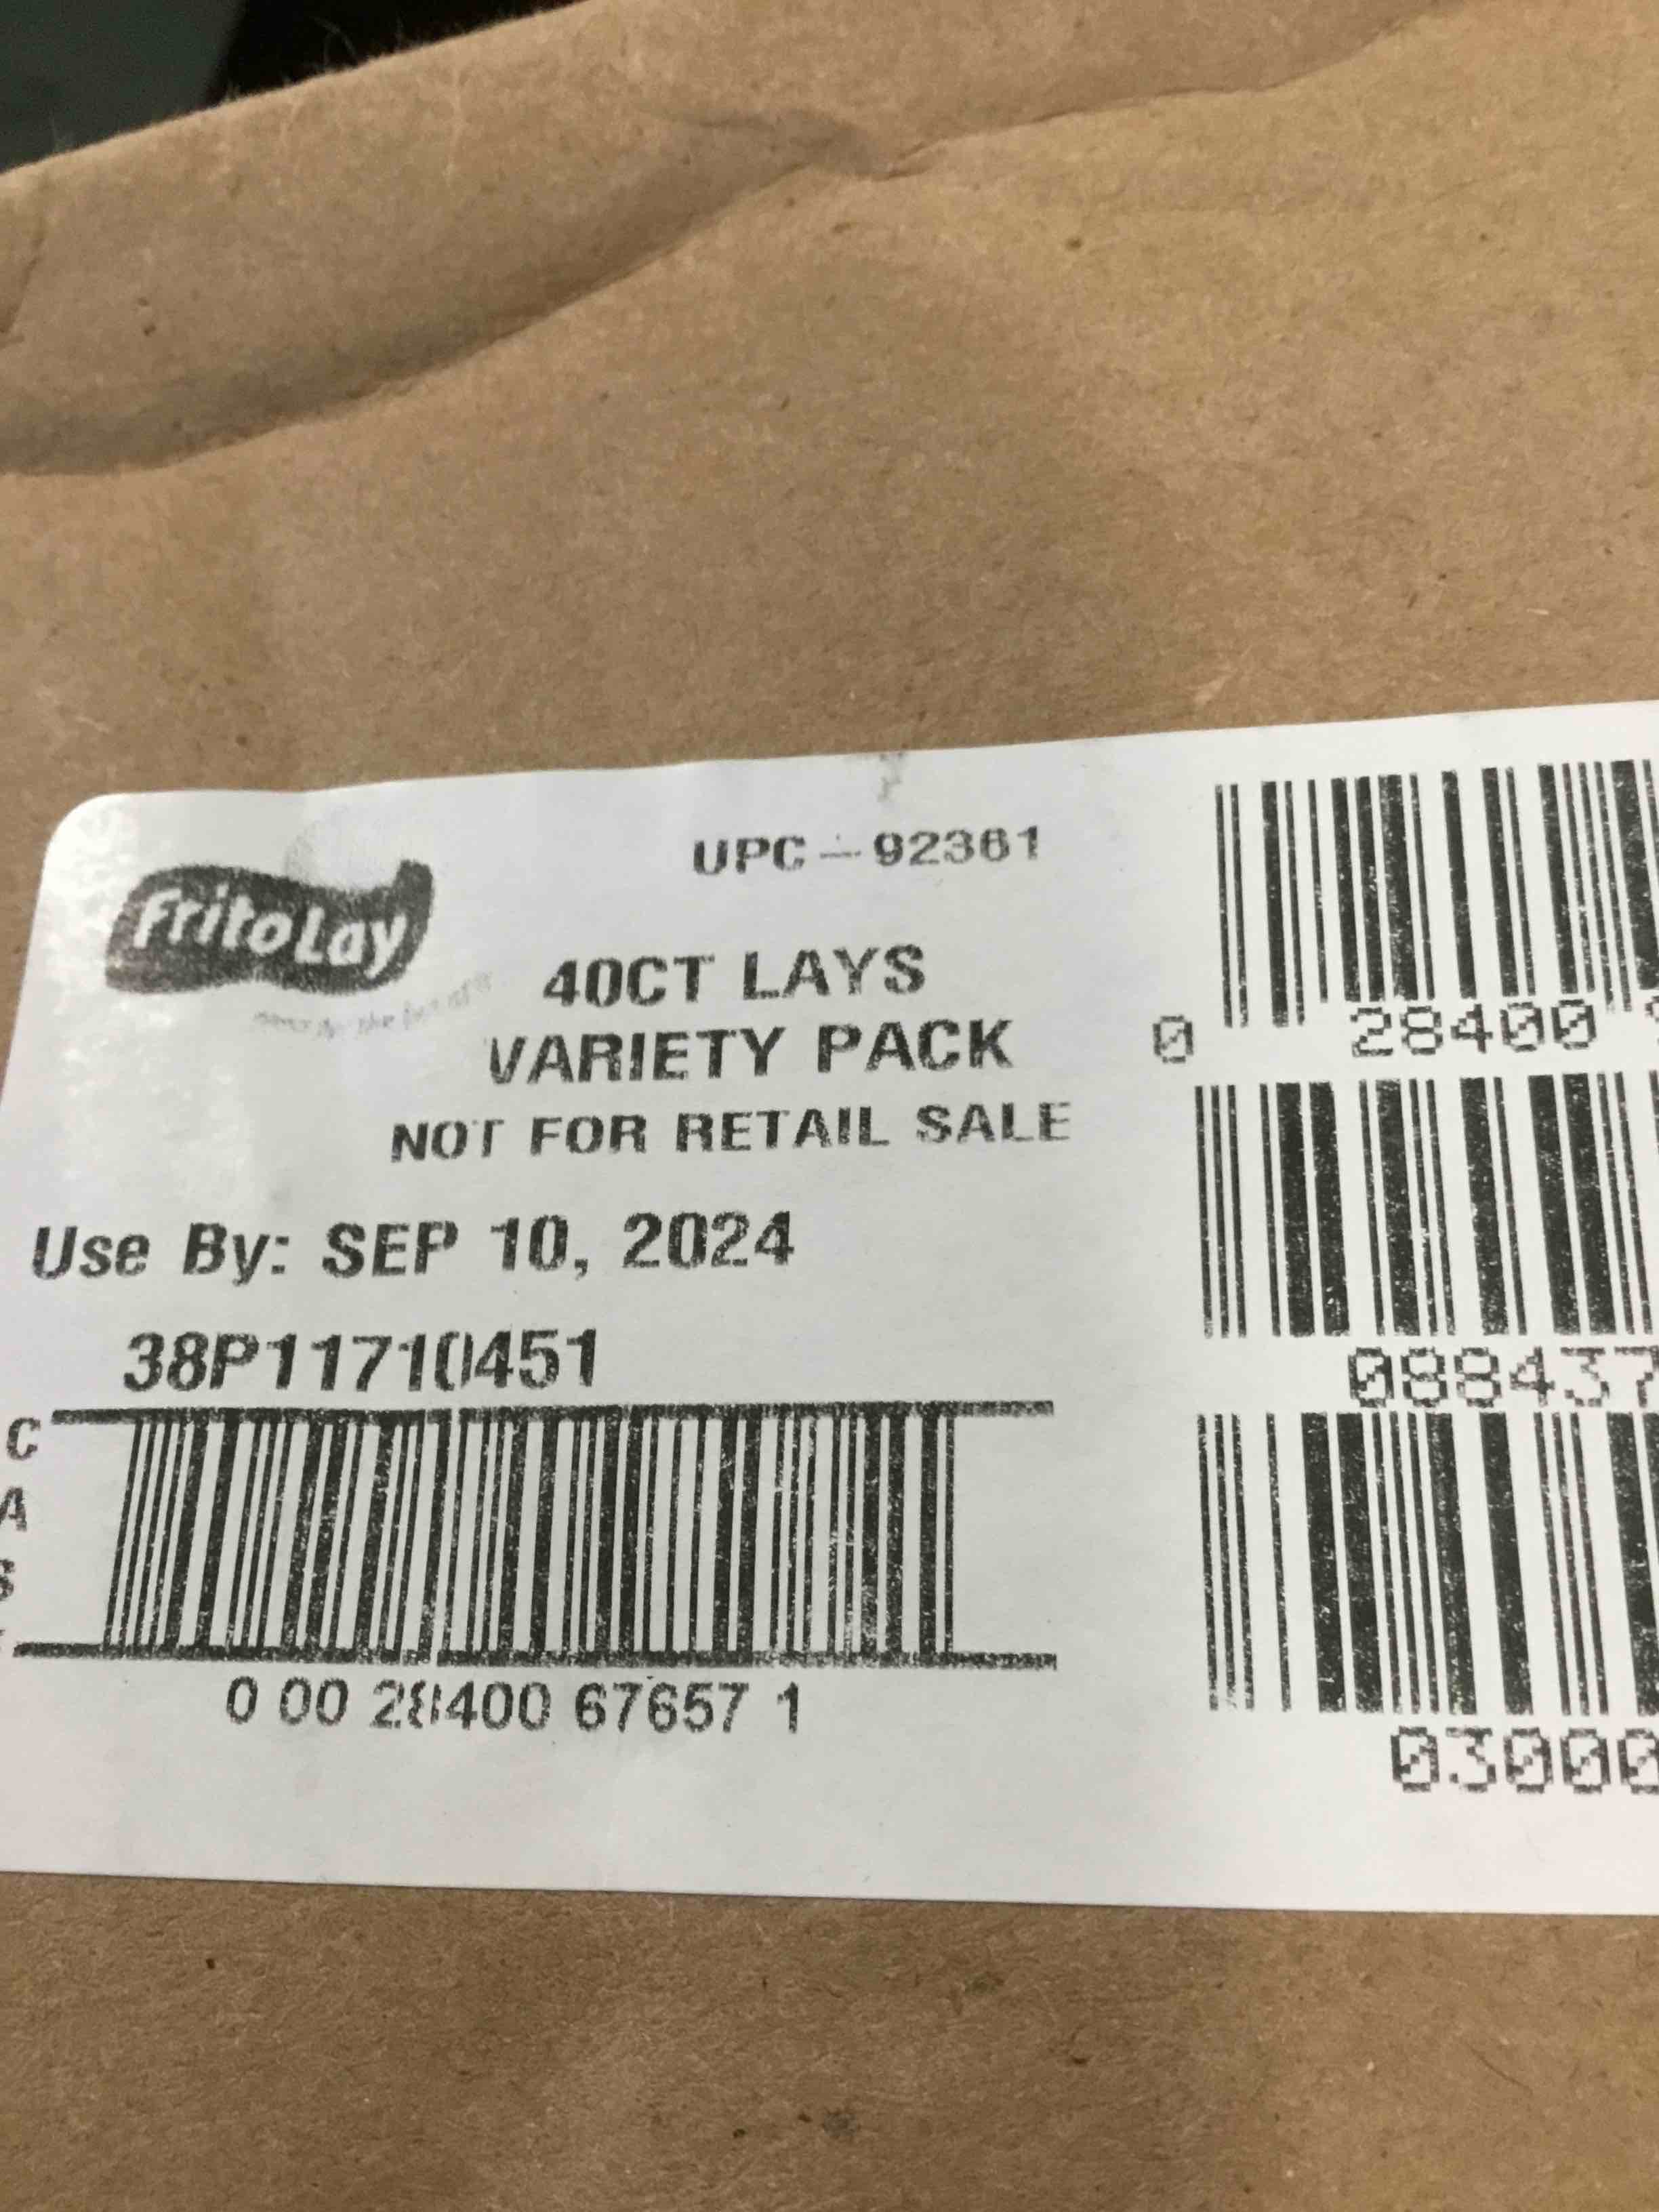 FritoLay
UPC - 92361
40CT LAYS
VARIETY PACK
NOT FOR RETAIL SALE
Use By: SEP 10, 2024
38P11710451
C
A
S
0 00 28400 67657 1
0 28400
088437
03000